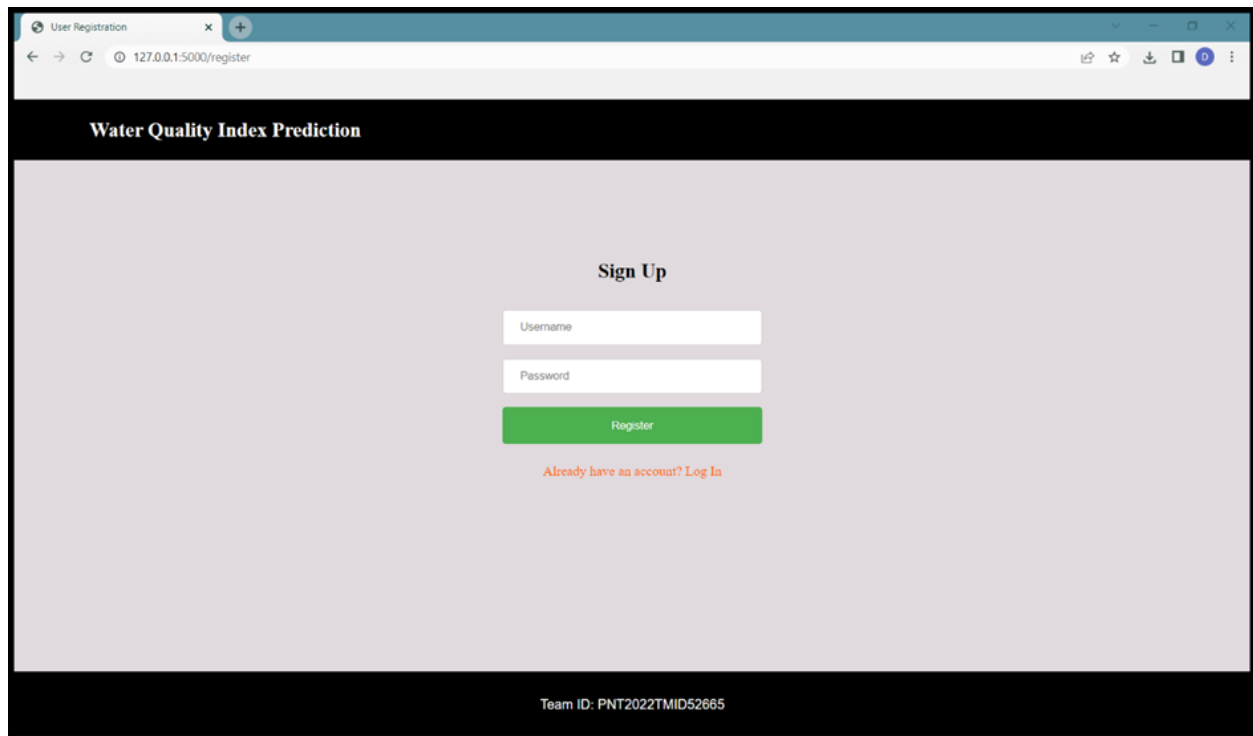 User Registration
127.0.0.1:5000/register
D
Water Quality Index Prediction
Sign Up
Username
Password
Register
Already have an account? Log In
Team ID: PNT2022TMID52665